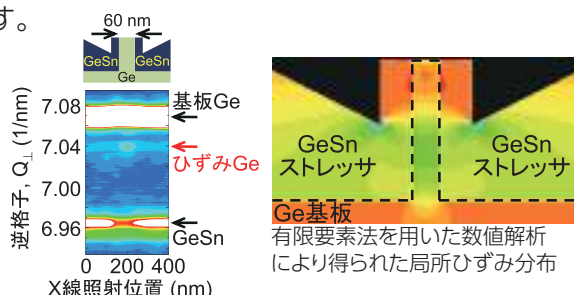 す。
60 nm
GeSn GeSn
Ge
7.08
7.04
7.00
6.96
逆格子, Q⊥ (1/nm)
基板Ge
ひずみGe
GeSn
0 200 400
X線照射位置 (nm)
GeSn
ストレッサ
GeSn
ストレッサ
Ge基板
有限要素法を用いた数値解析
により得られた局所ひずみ分布